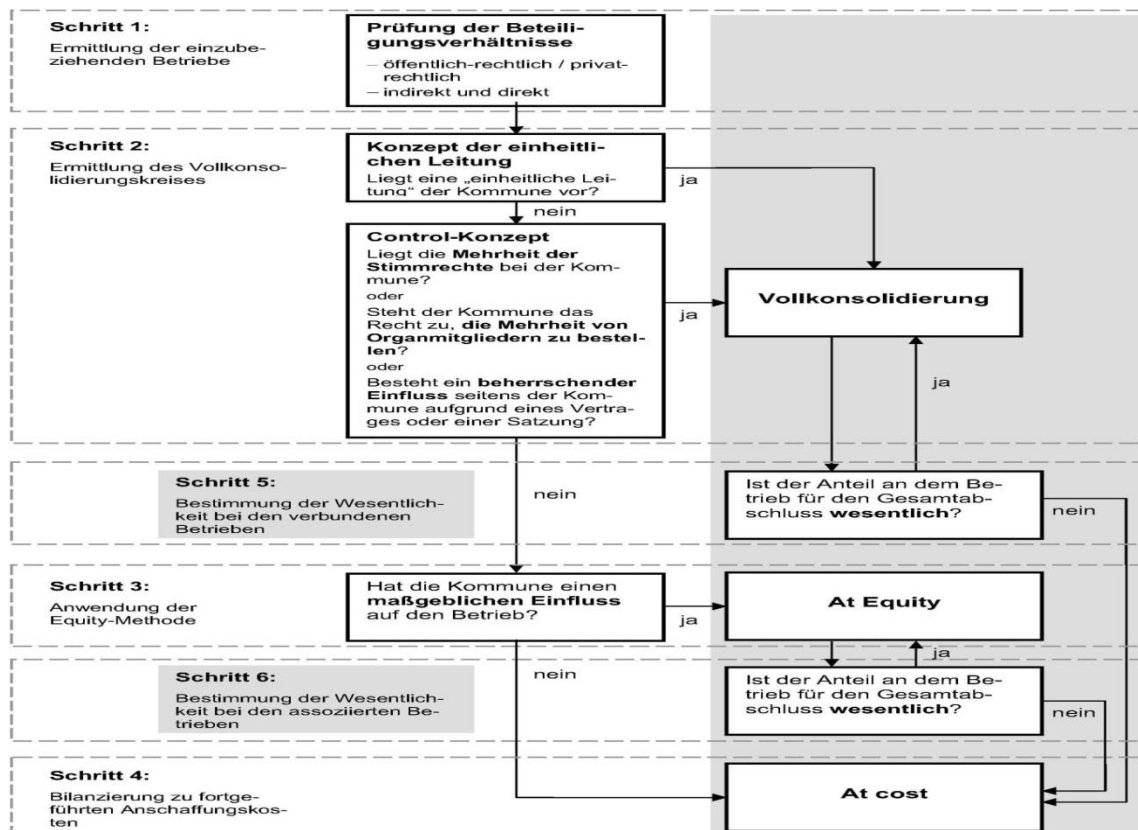 Schritt 1:
Ermittlung der einzube-
ziehenden Betriebe
Prüfung der Beteili-
gungsverhältnisse
– öffentlich-rechtlich / privat-
rechtlich
– indirekt und direkt
Schritt 2:
Ermittlung des Vollkonso-
lidierungskreises
Konzept der einheitli-
chen Leitung
Liegt eine „einheitliche Lei-
tung“ der Kommune vor?
ja
nein
Control-Konzept
Liegt die Mehrheit der
Stimmrechte bei der Kom-
mune?
oder
Steht der Kommune das
Recht zu, die Mehrheit von
Organmitgliedern zu bestel-
len?
oder
Besteht ein beherrschender
Einfluss seitens der Kom-
mune aufgrund eines Vertra-
ges oder einer Satzung?
ja
Vollkonsolidierung
ja
Schritt 5:
Bestimmung der Wesentlich-
keit bei den verbundenen
Betrieben
nein
Ist der Anteil an dem Be-
trieb für den Gesamtab-
schluss wesentlich?
nein
Schritt 3:
Anwendung der
Equity-Methode
Hat die Kommune einen
maßgeblichen Einfluss
auf den Betrieb?
ja
At Equity
ja
Schritt 6:
Bestimmung der Wesentlich-
keit bei den assoziierten Be-
trieben
nein
Ist der Anteil an dem Be-
trieb für den Gesamtab-
schluss wesentlich?
nein
Schritt 4:
Bilanzierung zu fortge-
führten Anschaffungskos-
ten
At cost